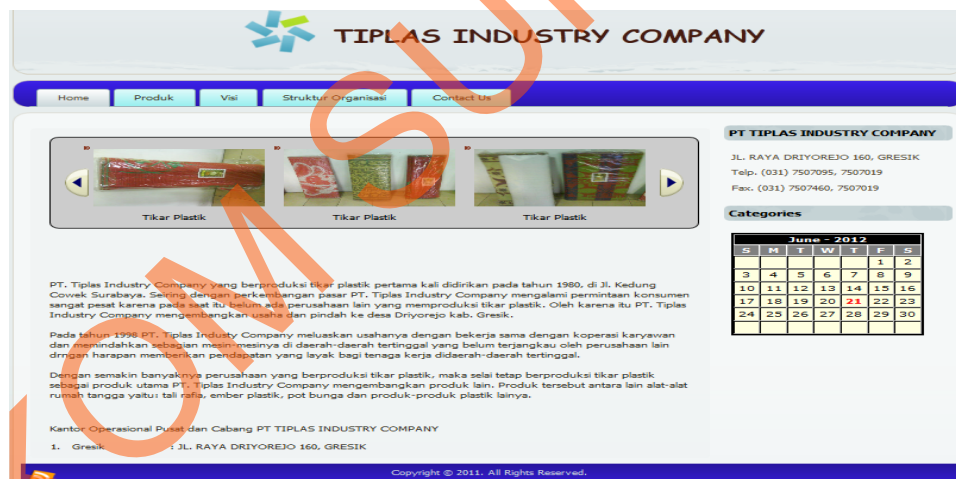 TIPLAS INDUSTRY COMPANY
Home Produk Visi Struktur Organisasi Contact Us
Tikar Plastik Tikar Plastik Tikar Plastik
PT. Tiplas Industry Company yang berproduksi tikar plastik pertama kali didirikan pada tahun 1980, di Jl. Kedung
Cowek Surabaya. Seiring dengan perkembangan pasar PT. Tiplas Industry Company mengalami permintaan konsumen
sangat pesat karena pada saat itu belum ada perusahaan lain yang memproduksi tikar plastik. Oleh karena itu PT. Tiplas
Industry Company mengembangkan usaha dan pindah ke desa Driyorejo kab. Gresik.
Pada tahun 1998 PT. Tiplas Industy Company meluaskan usahanya dengan bekerja sama dengan koperasi karyawan
dan memindahkan sebagian mesin-mesinya di daerah-daerah tertinggal yang belum terjangkau oleh perusahaan lain
drngan harapan memberikan pendapatan yang layak bagi tenaga kerja didaerah-daerah tertinggal.
Dengan semakin banyaknya perusahaan yang berproduksi tikar plastik, maka selai tetap berproduksi tikar plastik
sebagai produk utama PT. Tiplas Industry Company mengembangkan produk lain. Produk tersebut antara lain alat-alat
rumah tangga yaitu: tali rafia, ember plastik, pot bunga dan produk-produk plastik lainya.
Kantor Operasional Pusat dan Cabang PT TIPLAS INDUSTRY COMPANY
1. Gresik : JL. RAYA DRIYOREJO 160, GRESIK
PT TIPLAS INDUSTRY COMPANY
JL. RAYA DRIYOREJO 160, GRESIK
Telp. (031) 7507095, 7507019
Fax. (031) 7507460, 7507019
Categories
June - 2012
S M T W T F S
1 2
3 4 5 6 7 8 9
10 11 12 13 14 15 16
17 18 19 20 21 22 23
24 25 26 27 28 29 30
Copyright © 2011. All Rights Reserved.
KOMSU